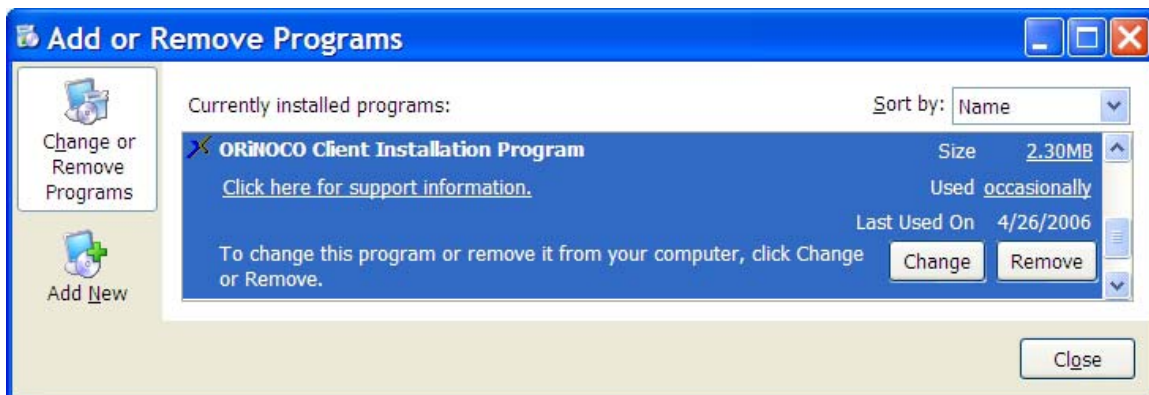 Add or Remove Programs
Change or
Remove
Programs
Add New
Currently installed programs:
Sort by: Name
ORiNOCO Client Installation Program
Size 2.30MB
Click here for support information.
Used occasionally
Last Used On 4/26/2006
To change this program or remove it from your computer, click Change
or Remove.
Change Remove
Close